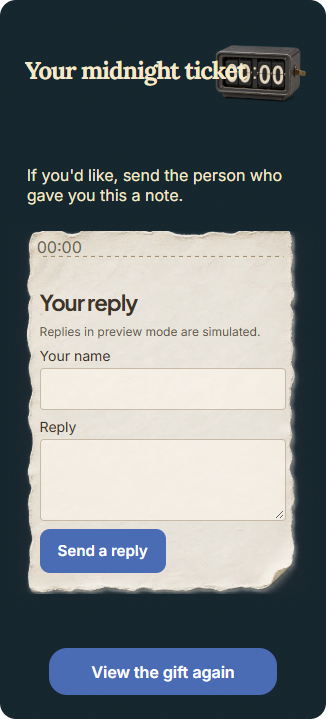 Your midnight ticket
00:00
If you'd like, send the person who
gave you this a note.
00:00
Your reply
Replies in preview mode are simulated.
Your name
Reply
Send a reply
View the gift again